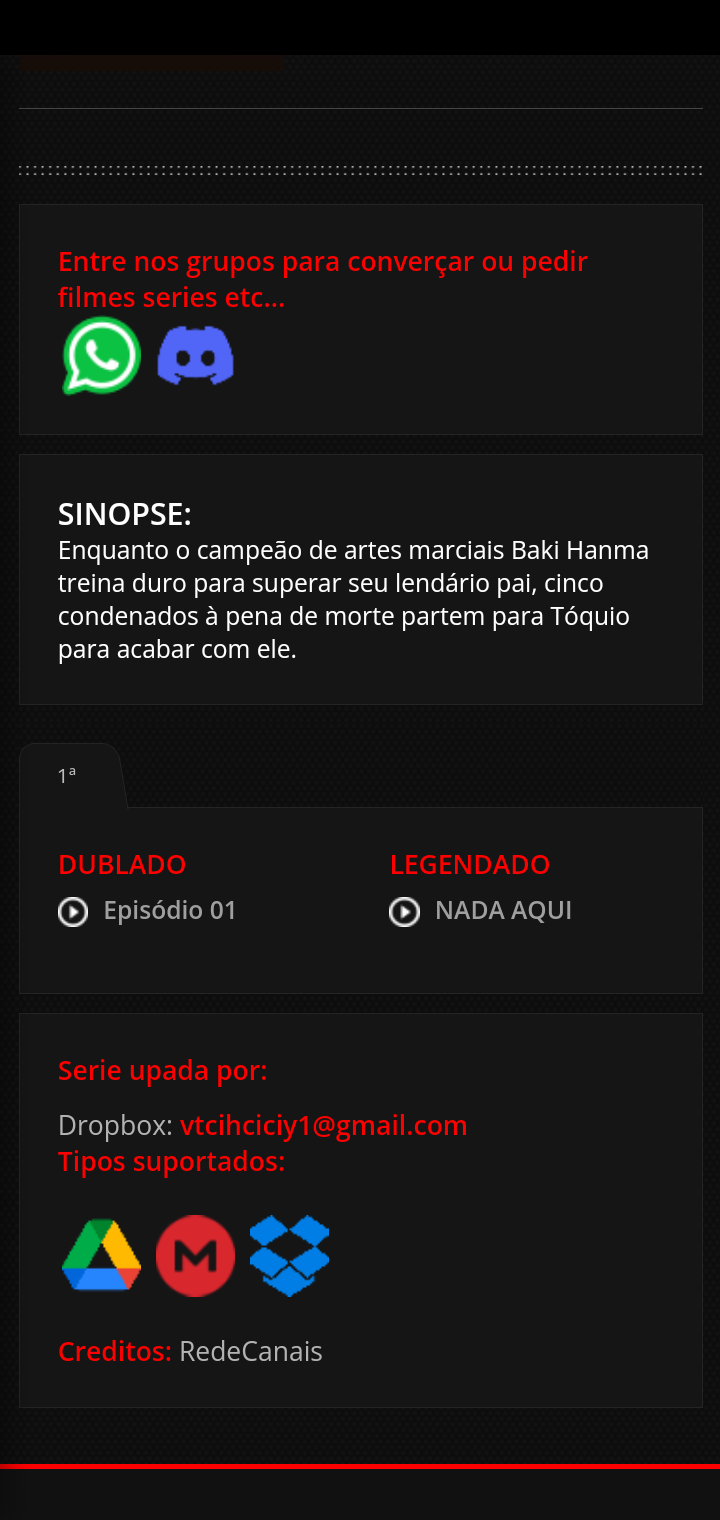 Entre nos grupos para converçar ou pedir
filmes series etc...
SINOPSE:
Enquanto o campeão de artes marciais Baki Hanma
treina duro para superar seu lendário pai, cinco
condenados à pena de morte partem para Tóquio
para acabar com ele.
1ª
DUBLADO
Episódio 01
LEGENDADO
NADA AQUI
Serie upada por:
Dropbox: vtcihciciy1@gmail.com
Tipos suportados:
Creditos: RedeCanais